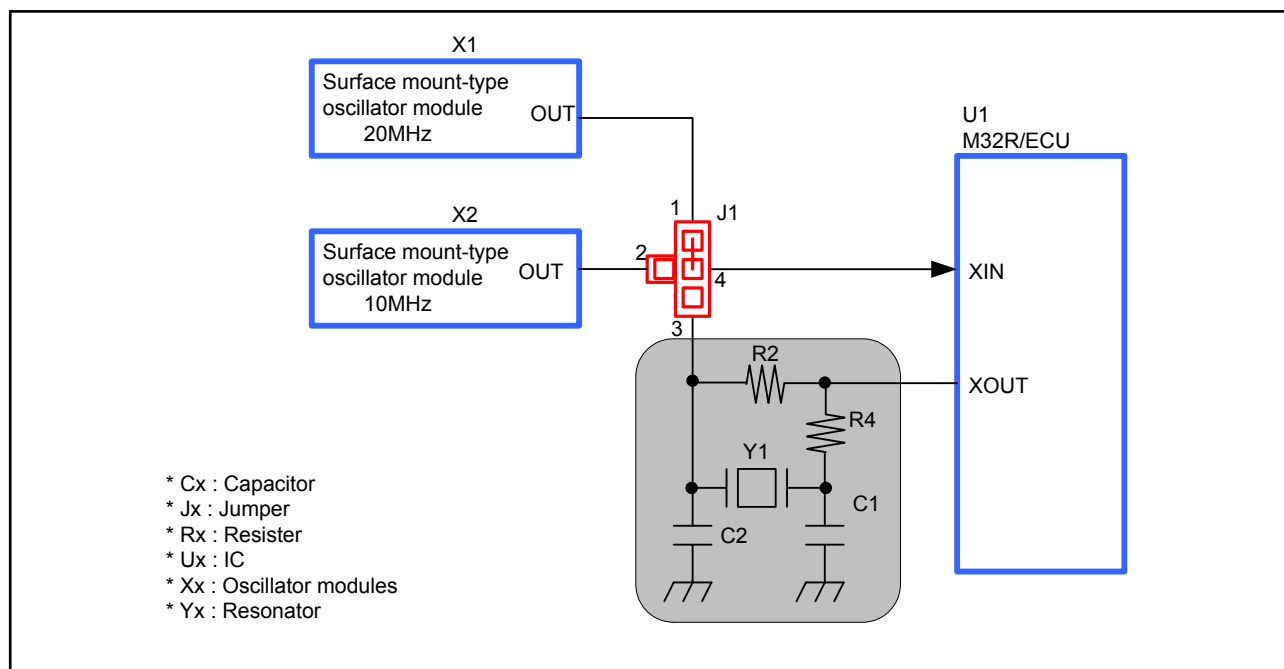 X1
Surface mount-type
oscillator module
20MHz
OUT
U1
M32R/ECU
X2
Surface mount-type
oscillator module
10MHz
OUT
1
J1
2
4
3
XIN
R2
XOUT
R4
Y1
C1
C2
* Cx : Capacitor
* Jx : Jumper
* Rx : Resister
* Ux : IC
* Xx : Oscillator modules
* Yx : Resonator